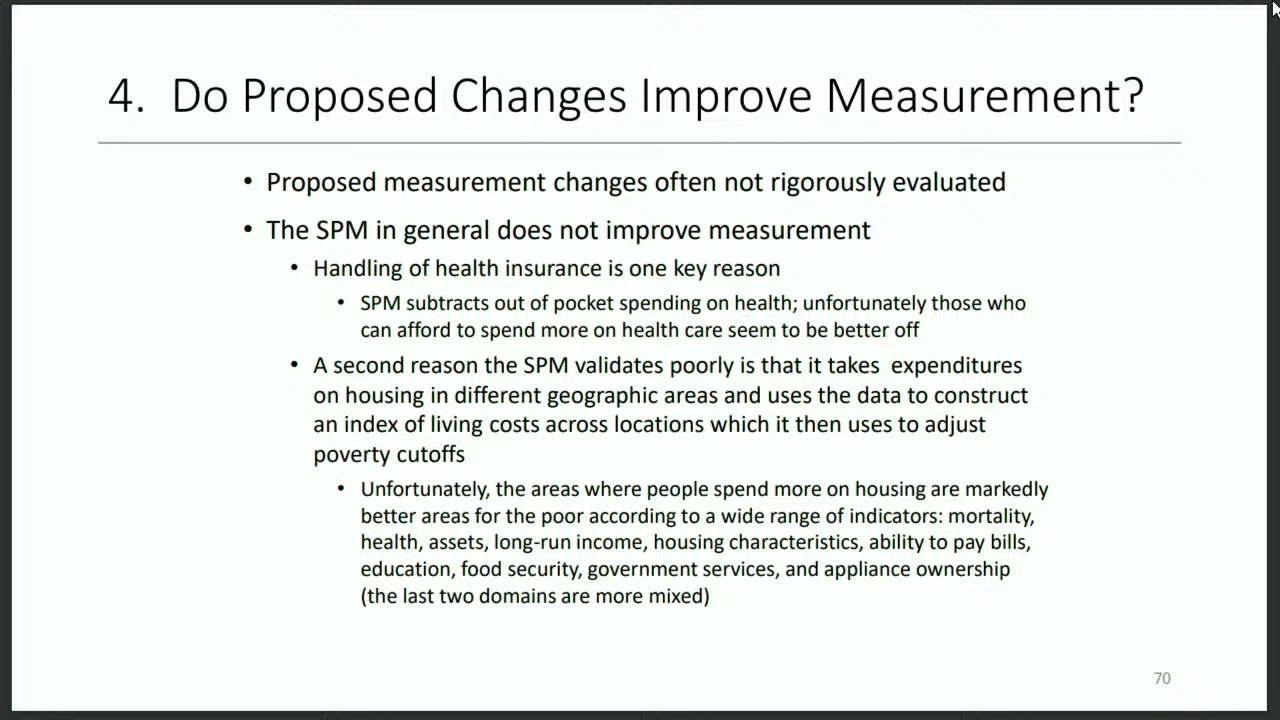 4. Do Proposed Changes Improve Measurement?
• Proposed measurement changes often not rigorously evaluated
• The SPM in general does not improve measurement
• Handling of health insurance is one key reason
• SPM subtracts out of pocket spending on health; unfortunately those who
can afford to spend more on health care seem to be better off
• A second reason the SPM validates poorly is that it takes expenditures
on housing in different geographic areas and uses the data to construct
an index of living costs across locations which it then uses to adjust
poverty cutoffs
• Unfortunately, the areas where people spend more on housing are markedly
better areas for the poor according to a wide range of indicators: mortality,
health, assets, long-run income, housing characteristics, ability to pay bills,
education, food security, government services, and appliance ownership
(the last two domains are more mixed)
70